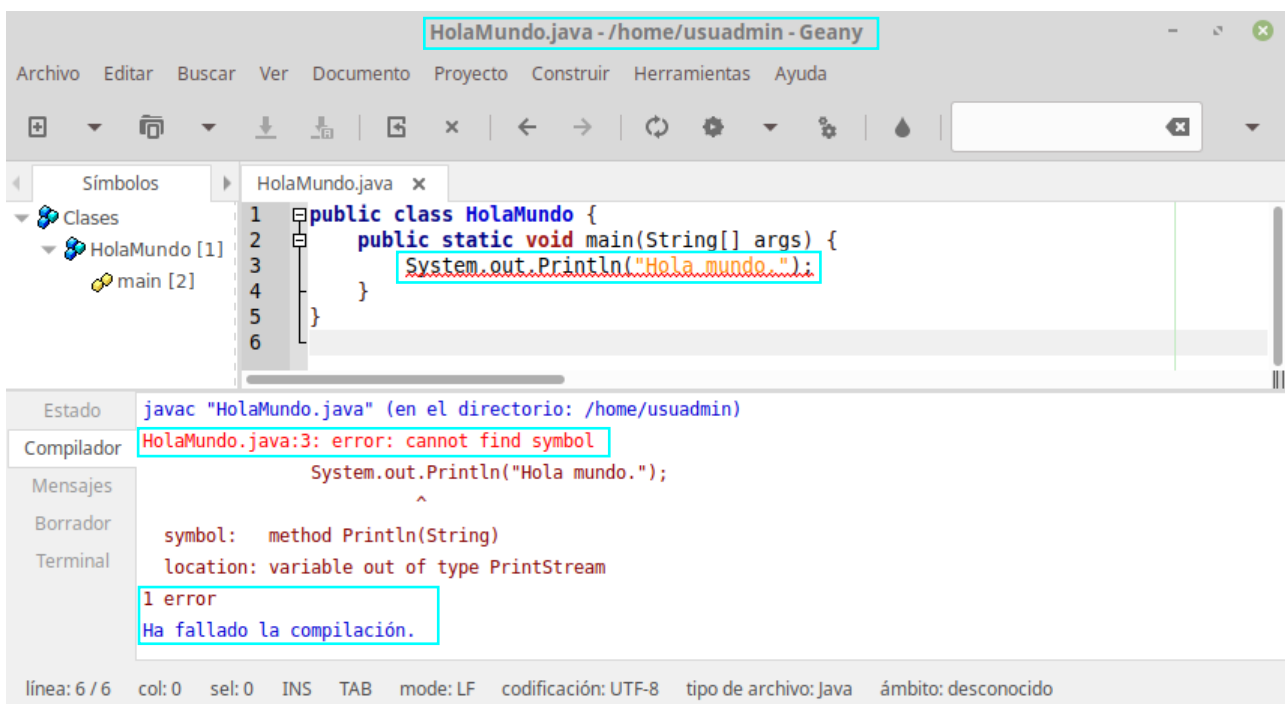 HolaMundo.java - /home/usuadmin - Geany
Archivo Editar Buscar Ver Documento Proyecto Construir Herramientas Ayuda
Símbolos
HolaMundo.java
Clases
HolaMundo [1]
main [2]
1 public class HolaMundo {
2 public static void main(String[] args) {
3 System.out.Println("Hola mundo.");
4 }
5 }
6
Estado
Compilador
Mensajes
Borrador
Terminal
javac "HolaMundo.java" (en el directorio: /home/usuadmin)
HolaMundo.java:3: error: cannot find symbol
System.out.Println("Hola mundo.");
^
symbol: method Println(String)
location: variable out of type PrintStream
1 error
Ha fallado la compilación.
línea: 6 / 6 col: 0 sel: 0 INS TAB mode: LF codificación: UTF-8 tipo de archivo: Java ámbito: desconocido